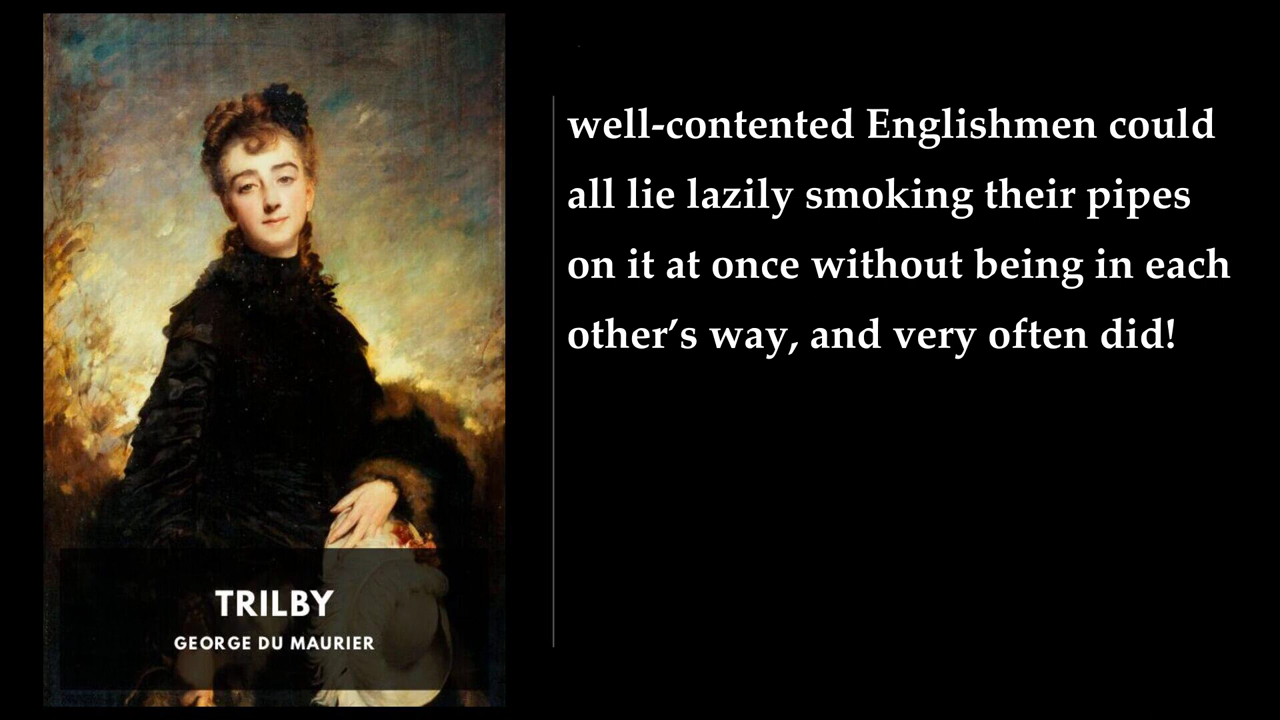 well-contented Englishmen could
all lie lazily smoking their pipes
on it at once without being in each
other’s way, and very often did!
TRILBY
GEORGE DU MAURIER